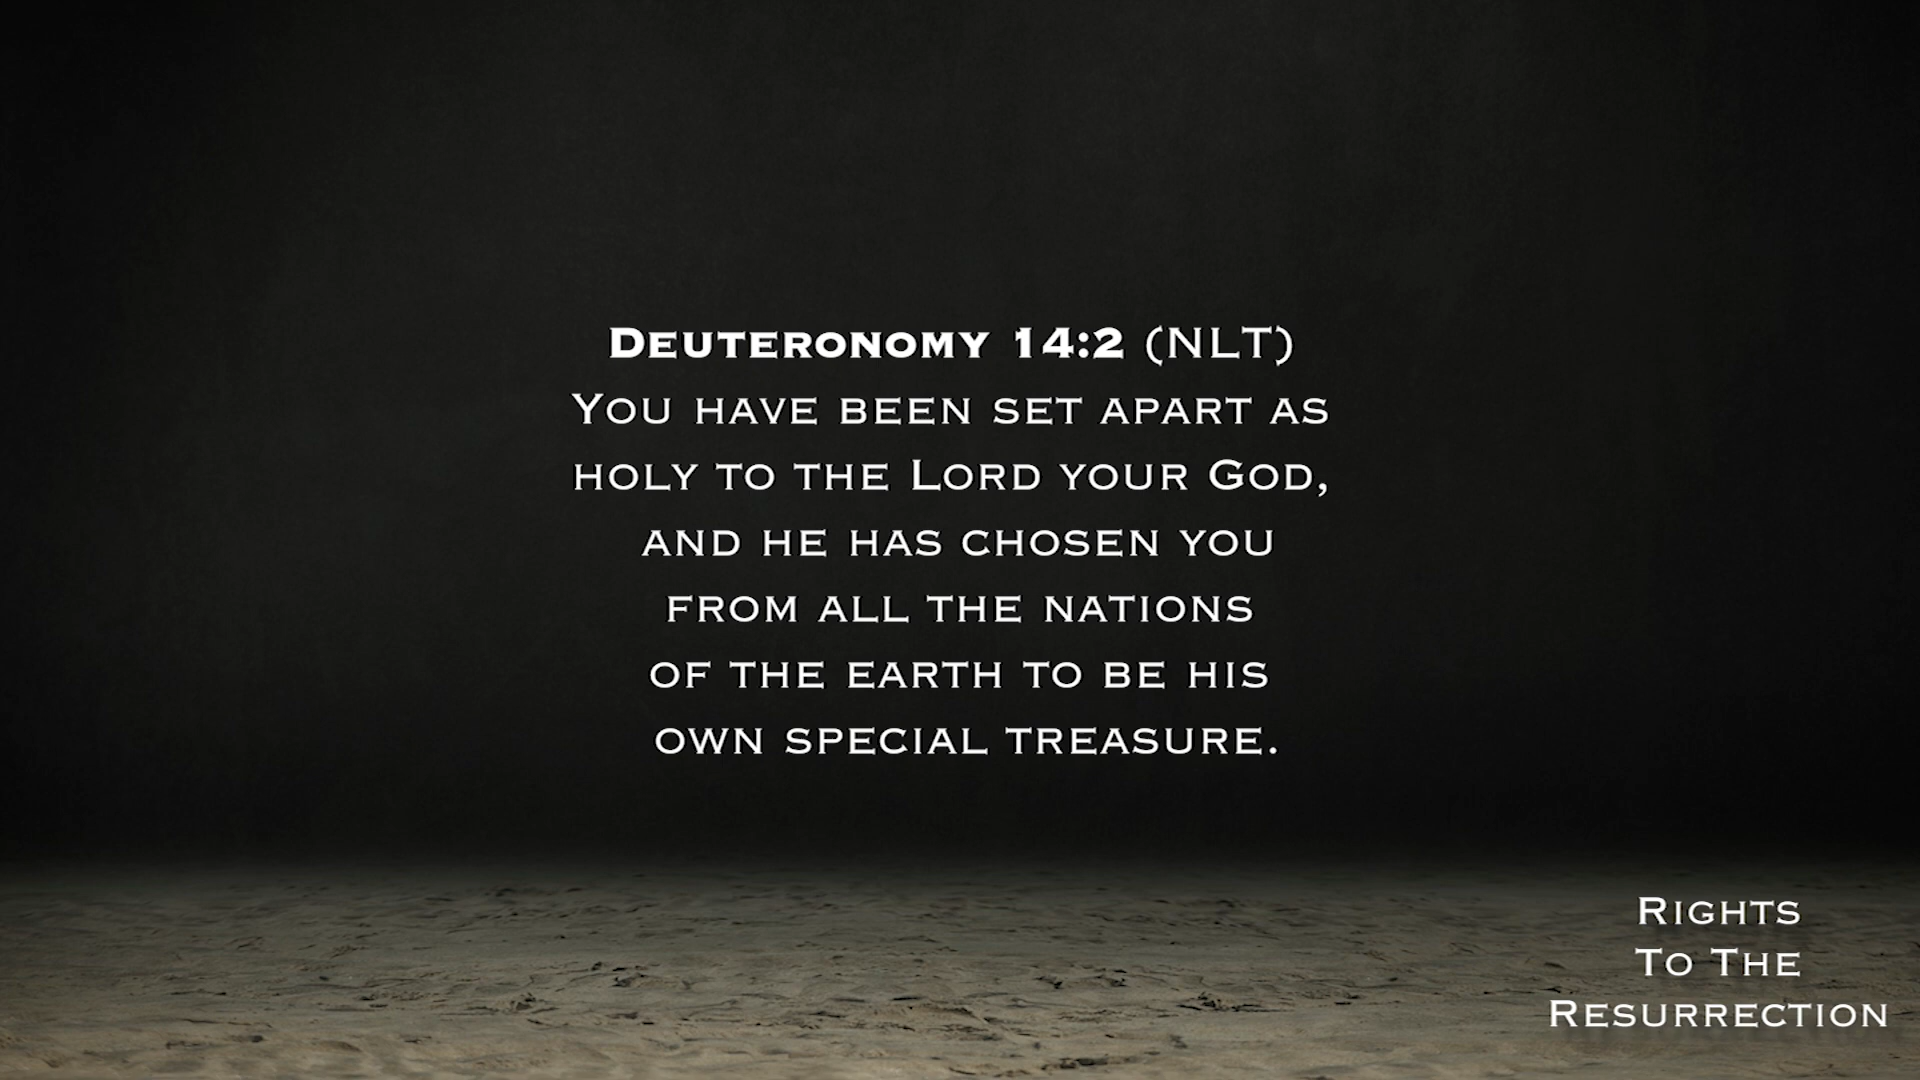 Deuteronomy 14:2 (NLT)
You have been set apart as
holy to the Lord your God,
and he has chosen you
from all the nations
of the earth to be his
own special treasure.
Rights
To The
Resurrection